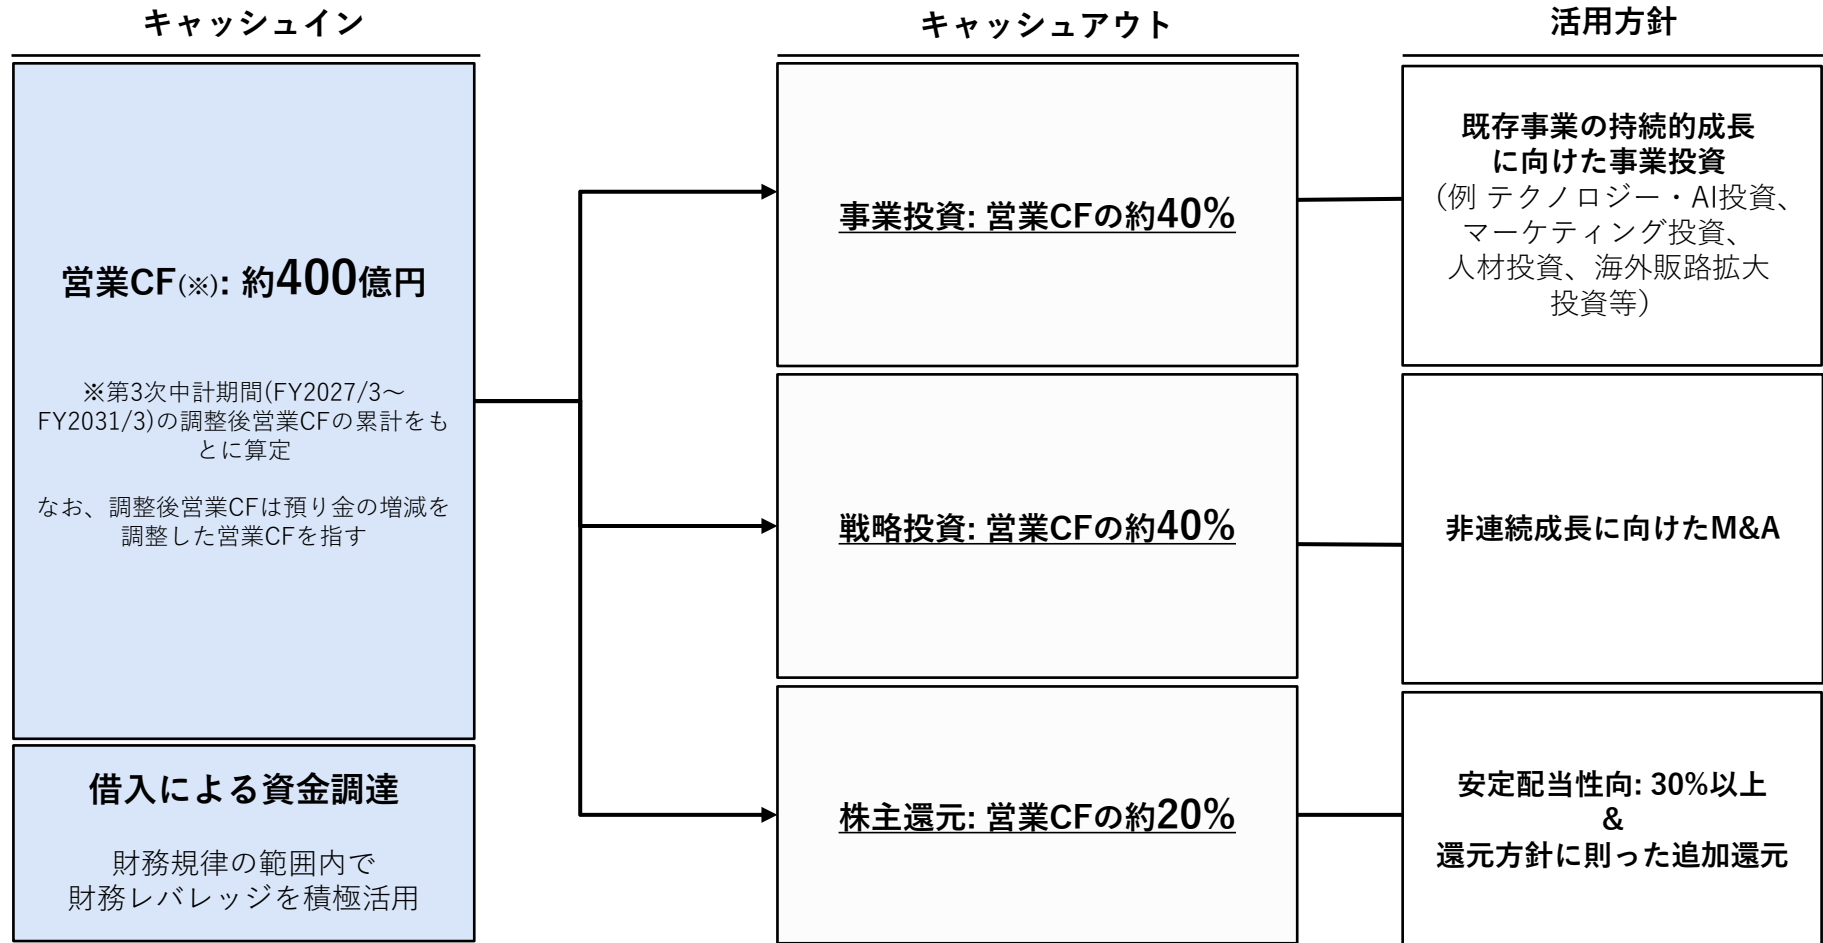 キャッシュイン
キャッシュアウト
活用方針
営業CF(※): 約400億円
※第3次中計期間(FY2027/3～
FY2031/3)の調整後営業CFの累計をも
とに算定
なお、調整後営業CFは預り金の増減を
調整した営業CFを指す
借入による資金調達
財務規律の範囲内で
財務レバレッジを積極活用
事業投資: 営業CFの約40%
戦略投資: 営業CFの約40%
株主還元: 営業CFの約20%
既存事業の持続的成長
に向けた事業投資
（例 テクノロジー・AI投資、
マーケティング投資、
人材投資、海外販路拡大
投資等）
非連続成長に向けたM&A
安定配当性向: 30%以上
&
還元方針に則った追加還元